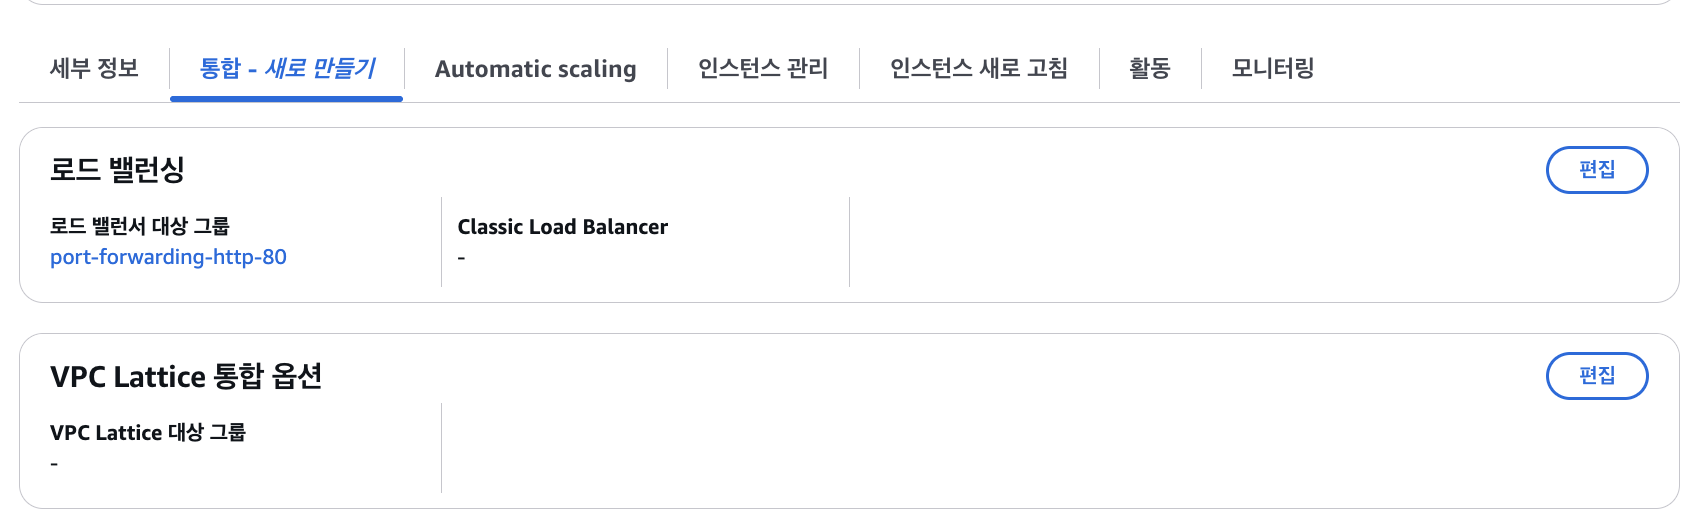 세부 정보
통합 - 새로 만들기
Automatic scaling
인스턴스 관리
인스턴스 새로 고침
활동
모니터링
로드 밸런싱
편집
로드 밸런서 대상 그룹
port-forwarding-http-80
Classic Load Balancer
-
VPC Lattice 통합 옵션
편집
VPC Lattice 대상 그룹
-